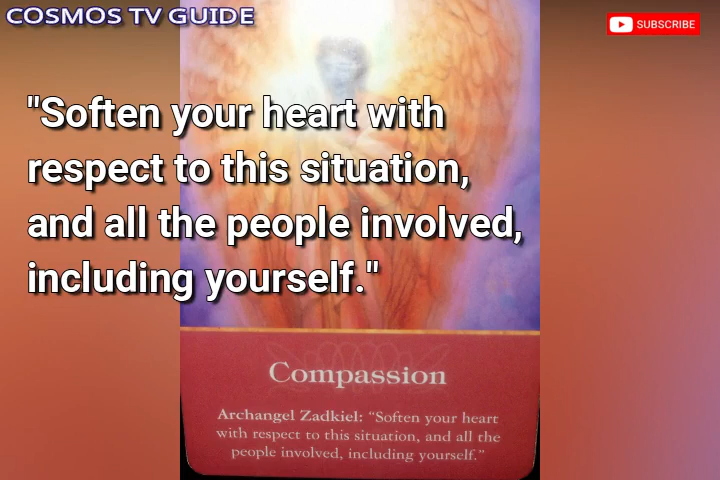 COSMOS TV GUIDE
SUBSCRIBE
"Soften your heart with
respect to this situation,
and all the people involved,
including yourself."
Compassion
Archangel Zadkiel: “Soften your heart
with respect to this situation, and all the
people involved, including yourself.”